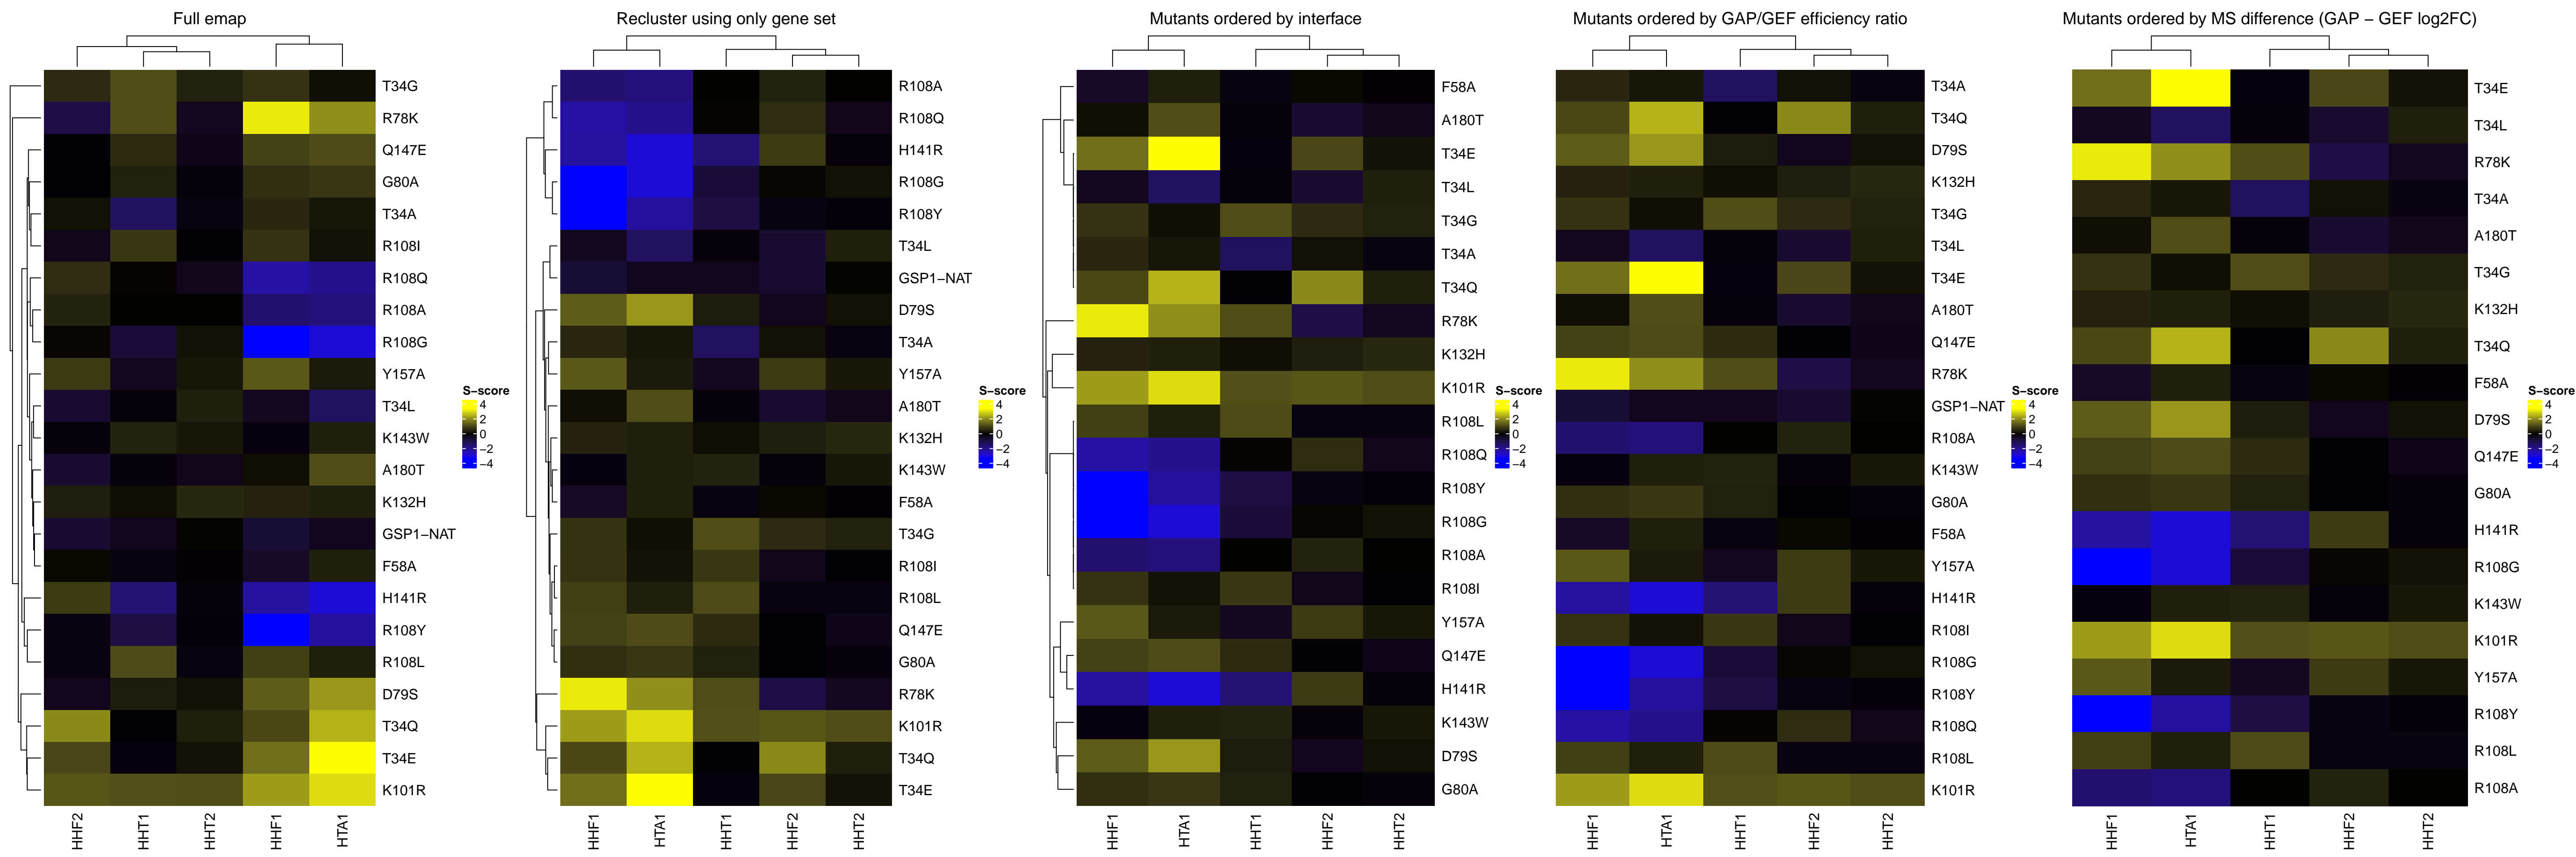 Full emap
T34G
R78K
Q147E
G80A
T34A
R108I
R108Q
R108A
R108G
Y157A
T34L
K143W
A180T
K132H
GSP1−NAT
F58A
H141R
R108Y
R108L
D79S
T34Q
T34E
K101R
HHF2
HHT1
HHT2
HHF1
HTA1
S−score
4
2
0
−2
−4
Recluster using only gene set
R108A
R108Q
H141R
R108G
R108Y
T34L
GSP1−NAT
D79S
T34A
Y157A
A180T
K132H
K143W
F58A
T34G
R108I
R108L
Q147E
G80A
R78K
K101R
T34Q
T34E
HHF1
HTA1
HHT1
HHF2
HHT2
S−score
4
2
0
−2
−4
Mutants ordered by interface
F58A
A180T
T34E
T34L
T34G
T34A
T34Q
R78K
K132H
K101R
R108L
R108Q
R108Y
R108G
R108A
R108I
Y157A
Q147E
H141R
K143W
D79S
G80A
HHF1
HTA1
HHT1
HHF2
HHT2
S−score
4
2
0
−2
−4
Mutants ordered by GAP/GEF efficiency ratio
T34A
T34Q
D79S
K132H
T34G
T34L
T34E
A180T
Q147E
R78K
GSP1−NAT
R108A
K143W
G80A
F58A
Y157A
H141R
R108I
R108G
R108Y
R108Q
R108L
K101R
HHF1
HTA1
HHT1
HHF2
HHT2
S−score
4
2
0
−2
−4
Mutants ordered by MS difference (GAP − GEF log2FC)
T34E
T34L
R78K
T34A
A180T
T34G
K132H
T34Q
F58A
D79S
Q147E
G80A
H141R
R108G
K143W
K101R
Y157A
R108Y
R108L
R108A
HHF1
HTA1
HHT1
HHF2
HHT2
S−score
4
2
0
−2
−4